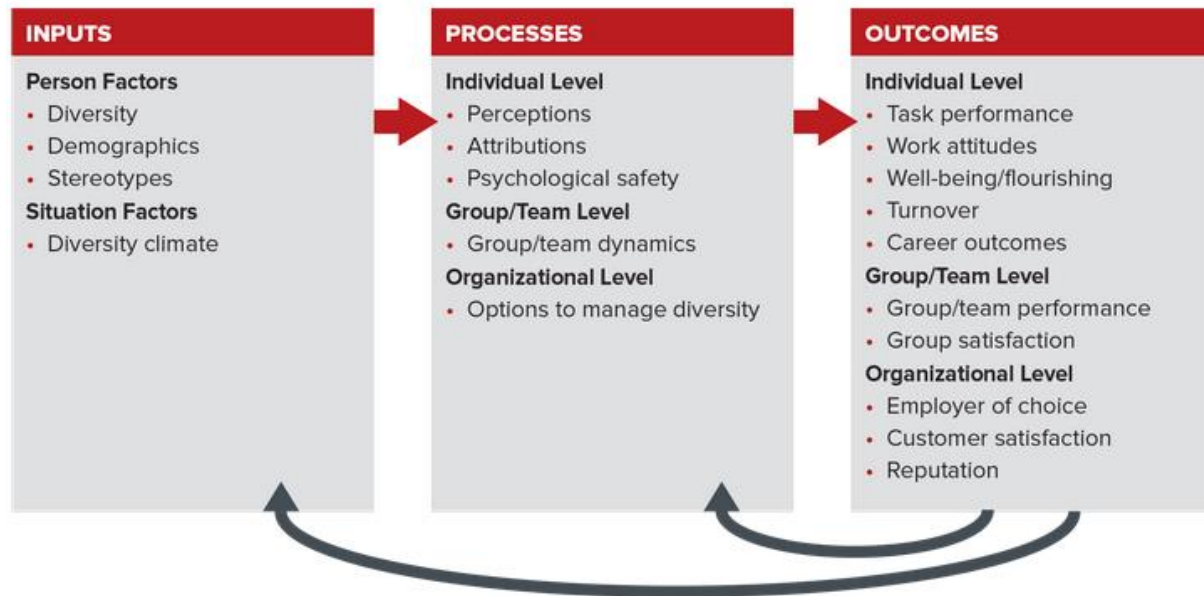 INPUTS
Person Factors
• Diversity
• Demographics
• Stereotypes
Situation Factors
• Diversity climate
PROCESSES
Individual Level
• Perceptions
• Attributions
• Psychological safety
Group/Team Level
• Group/team dynamics
Organizational Level
• Options to manage diversity
OUTCOMES
Individual Level
• Task performance
• Work attitudes
• Well-being/flourishing
• Turnover
• Career outcomes
Group/Team Level
• Group/team performance
• Group satisfaction
Organizational Level
• Employer of choice
• Customer satisfaction
• Reputation